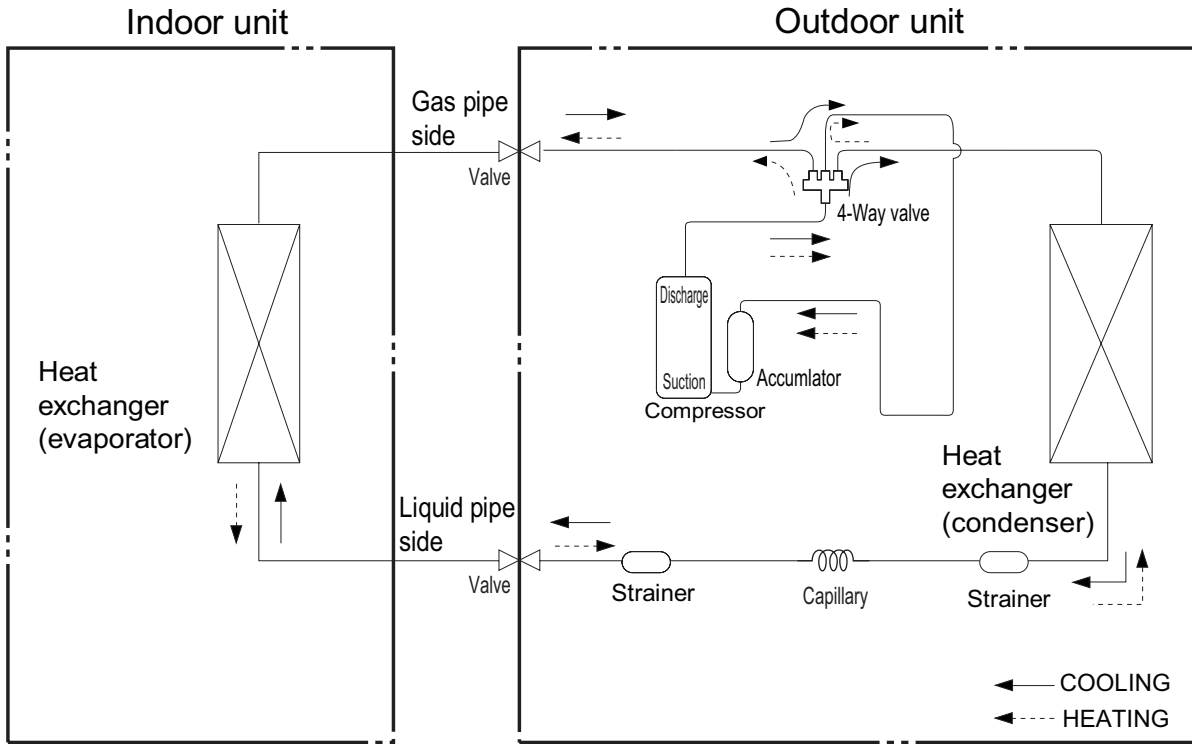 Indoor unit
Outdoor unit
Gas pipe
side
Valve
4-Way valve
Discharge
Suction
Compressor
Accumlator
Heat
exchanger
(evaporator)
Heat
exchanger
(condenser)
Liquid pipe
side
Valve
Strainer
Capillary
Strainer
COOLING
HEATING